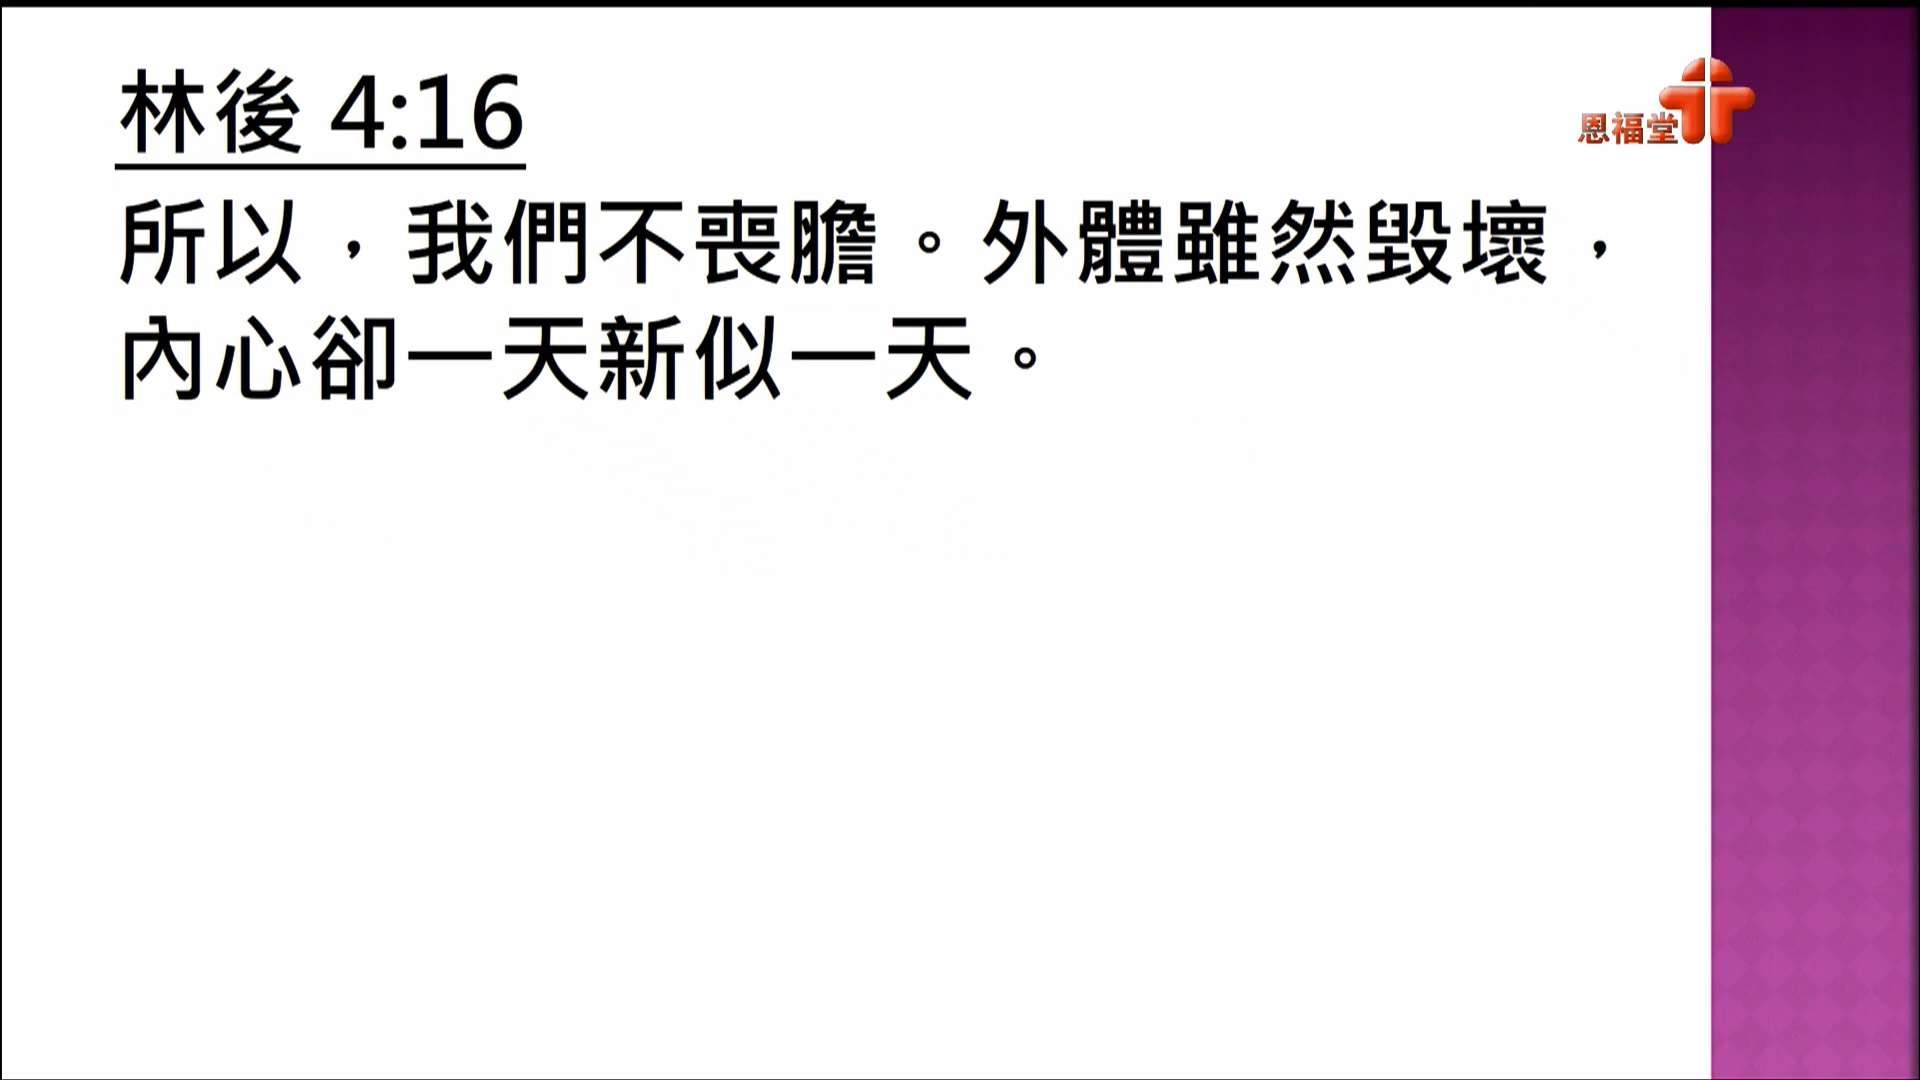 林後 4:16
恩福堂
所以，我們不喪膽。外體雖然毀壞，
內心卻一天新似一天。